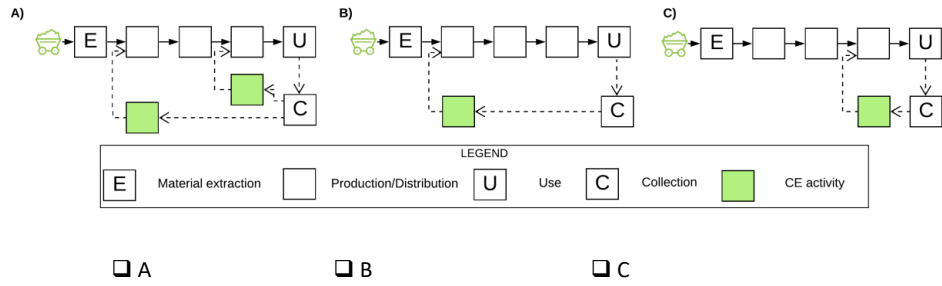 A) B) C)
E U E U E U
C C C
LEGEND
E Material extraction Production/Distribution U Use C Collection CE activity
❑ A ❑ B ❑ C